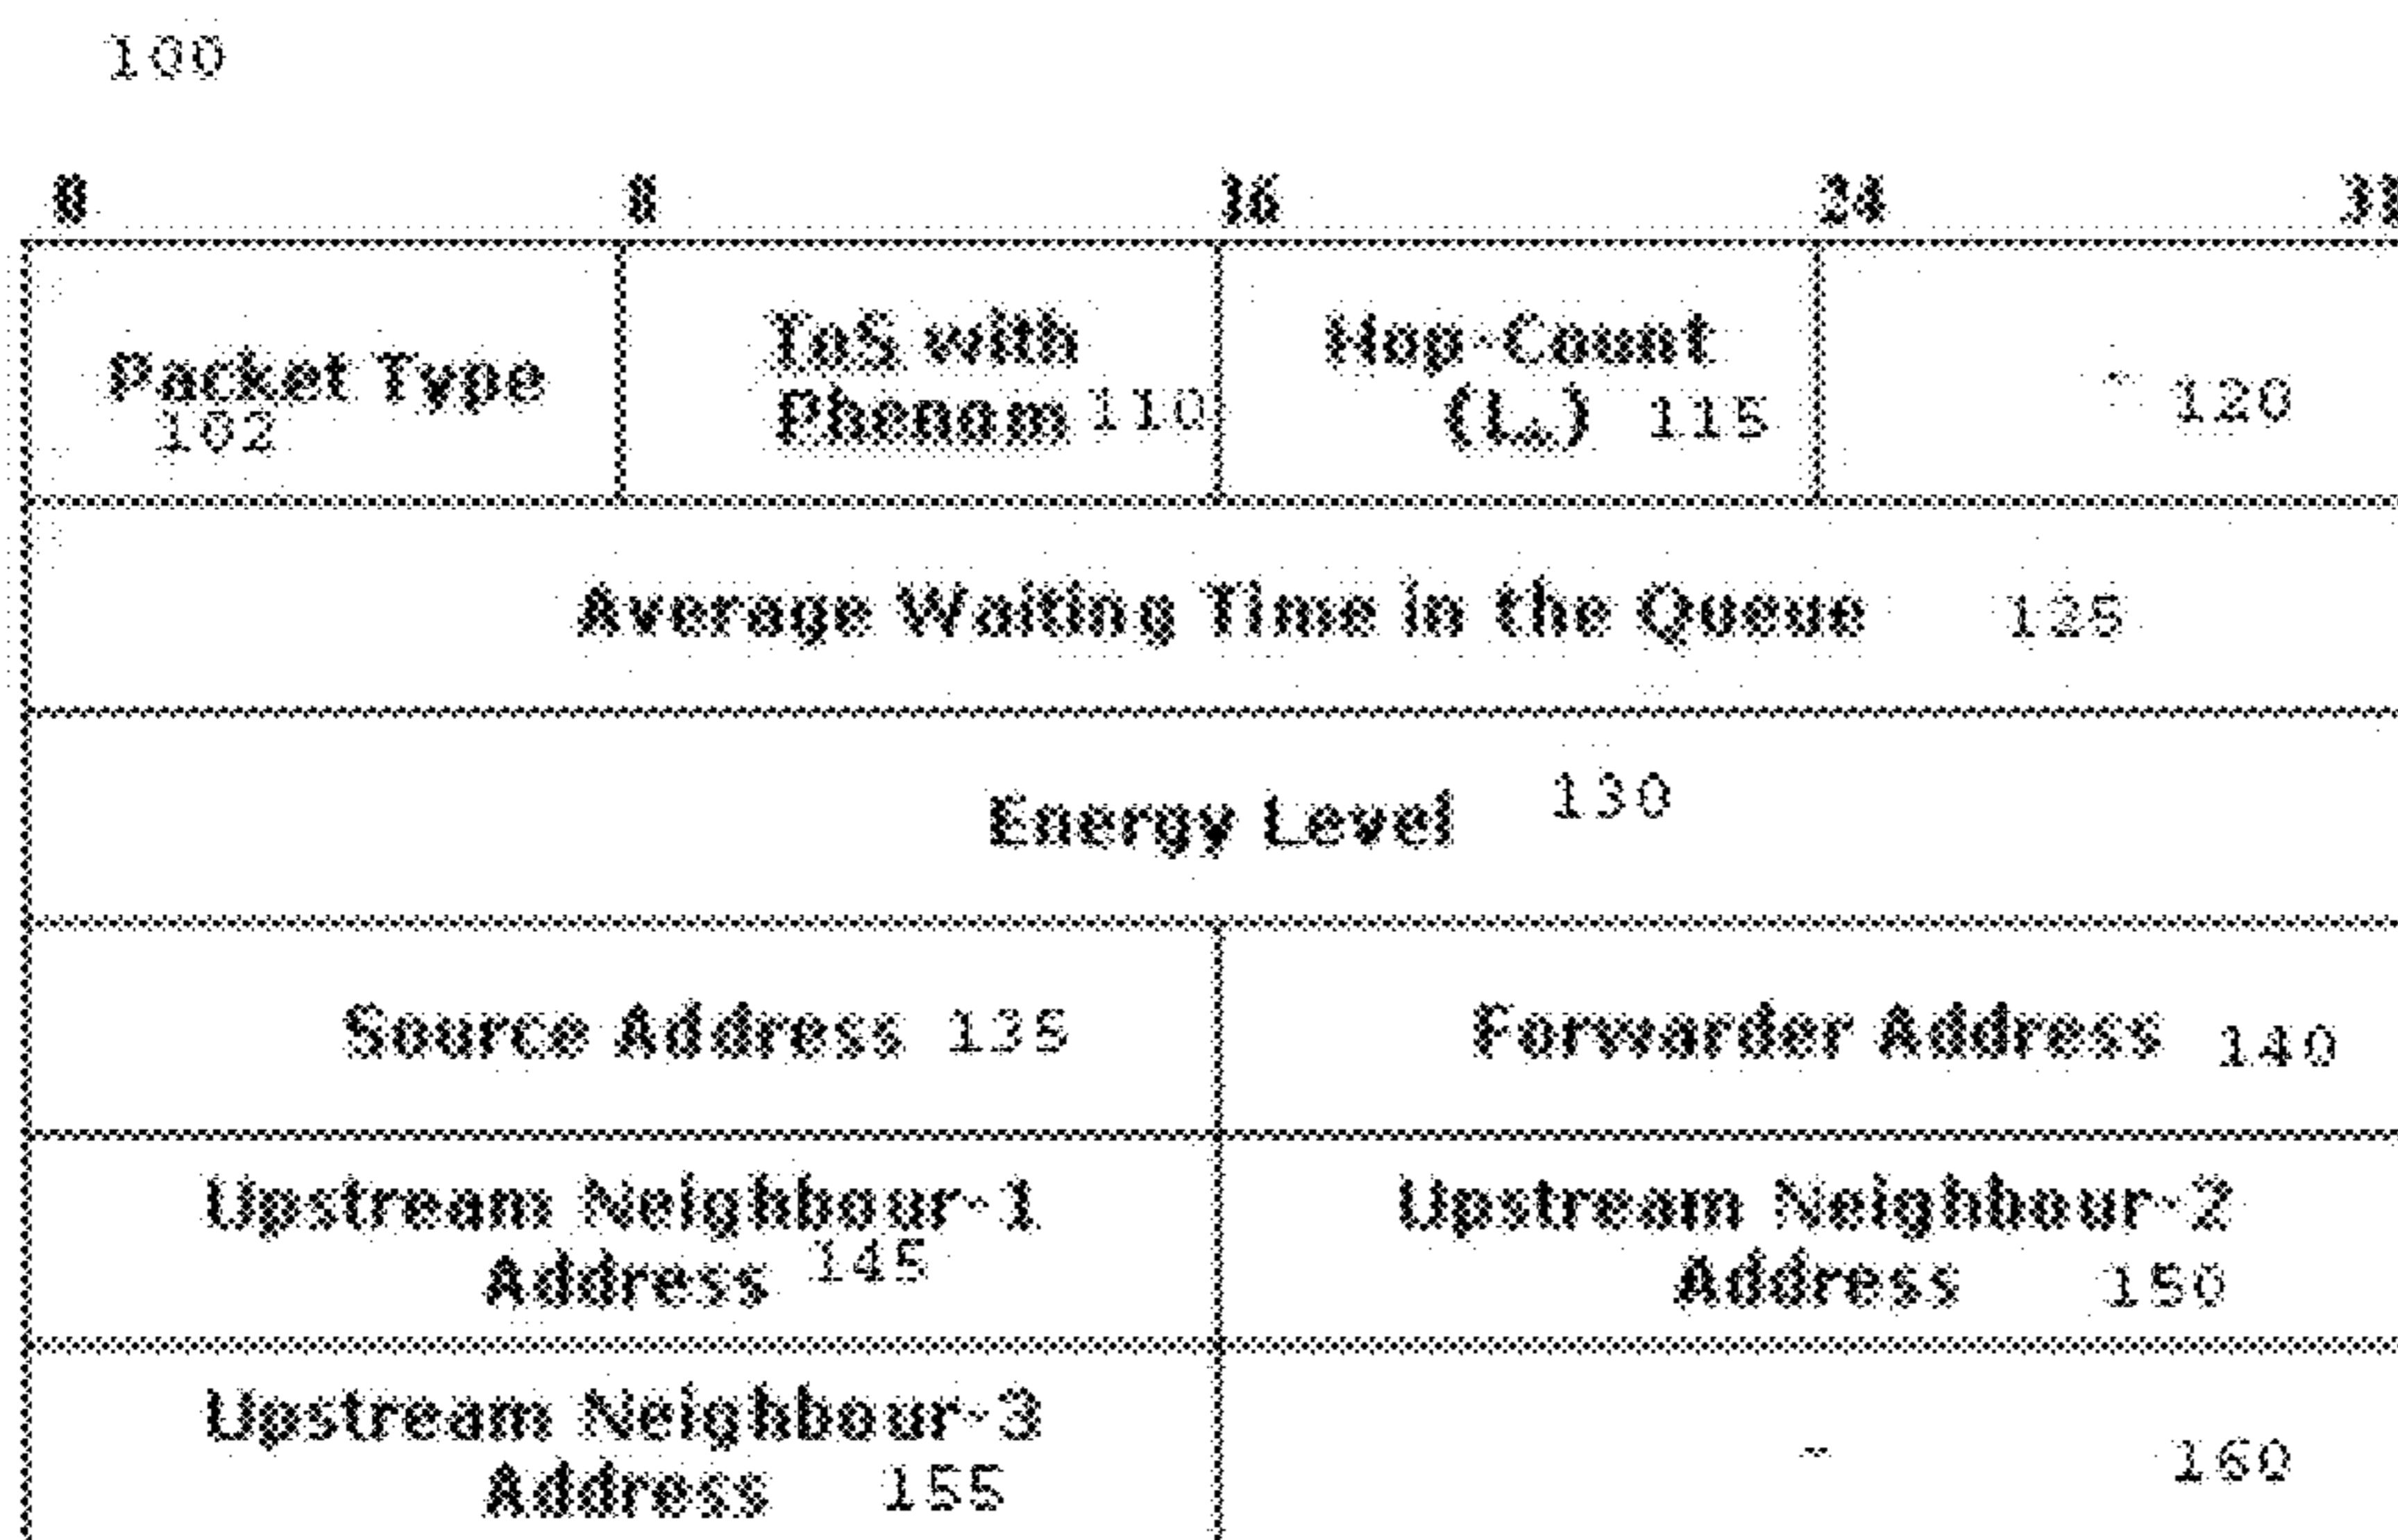 100
0 8 16 24 31
Packet Type
102
ToS with
Phenom 110
Hop-Count
115
- 120
Average Waiting Time in the Queue 125
Energy Level 130
Source Address 135
Forwarder Address 140
Upstream Neighbour-1
Address 145
Upstream Neighbour-2
Address 150
Upstream Neighbour-3
Address 155
- 160